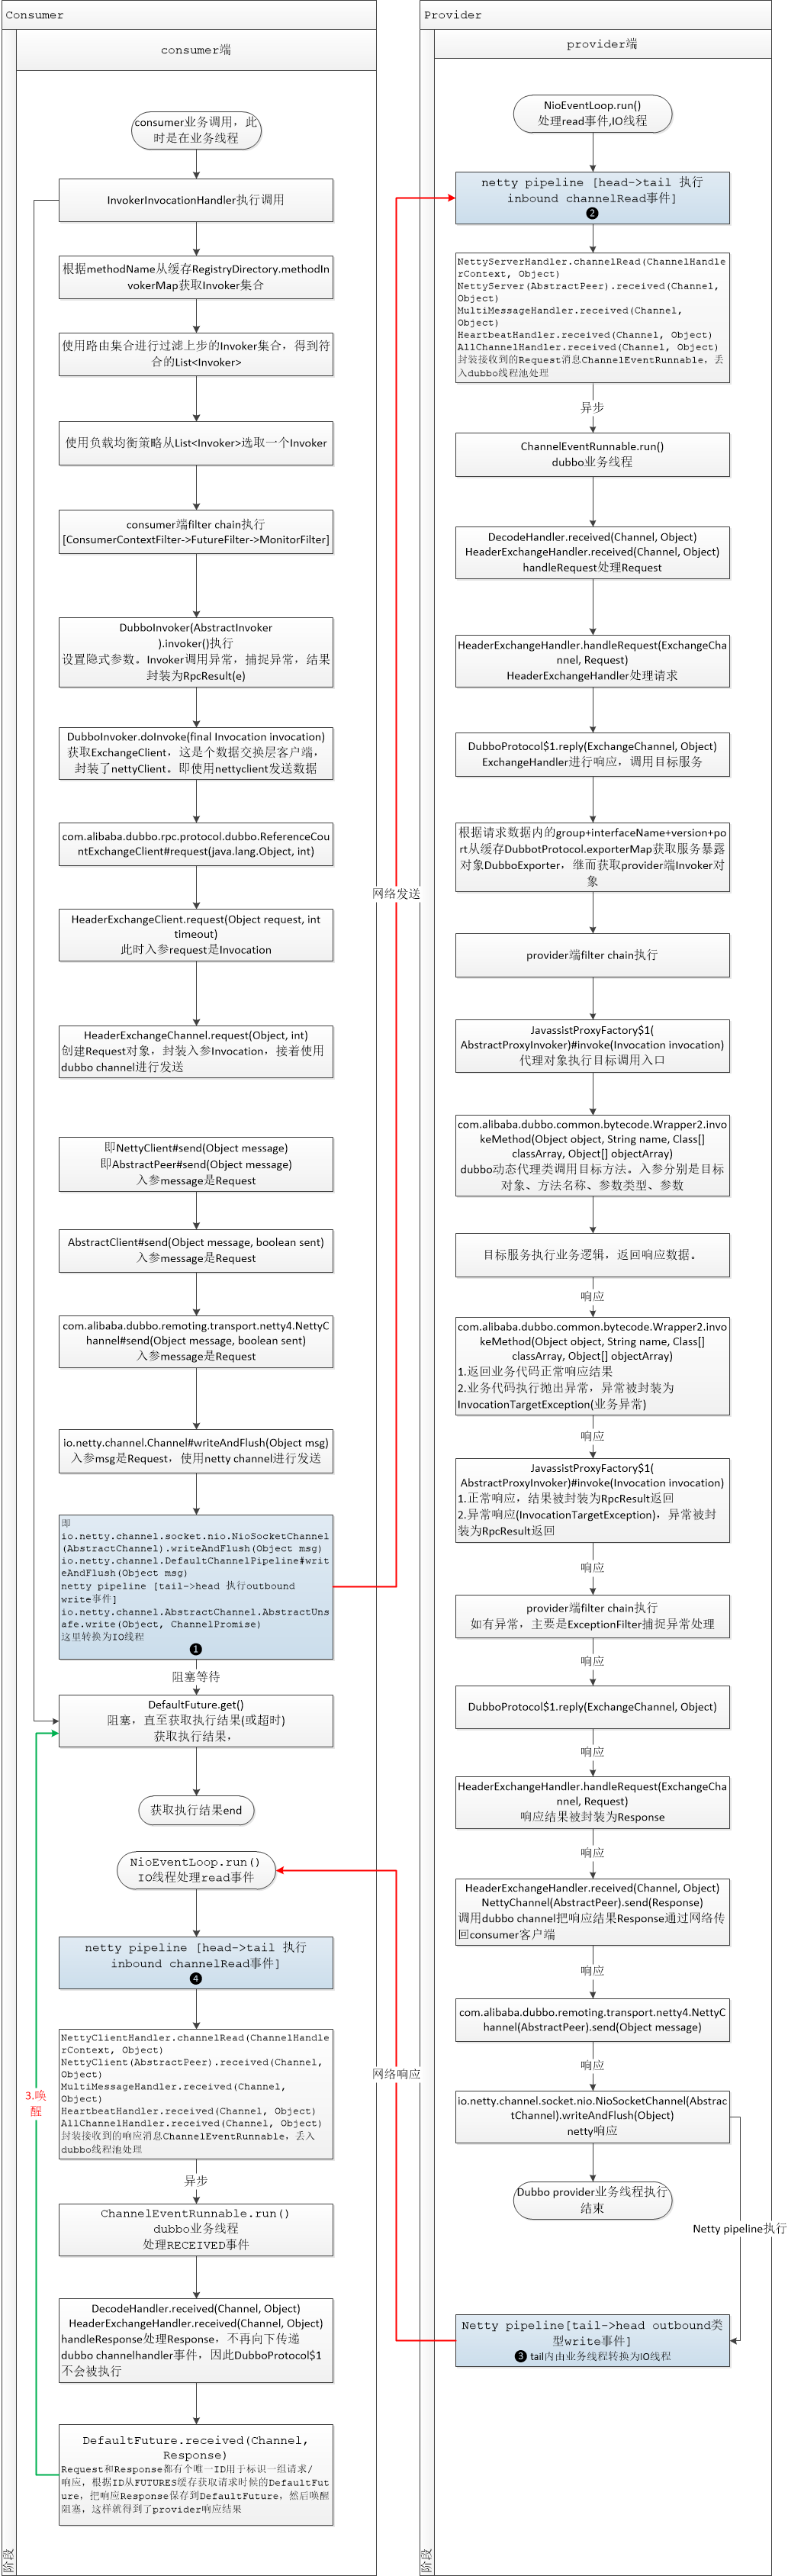 Consumer
consumer端
consumer业务调用，此
时是在业务线程
InvokerInvocationHandler执行调用
根据methodName从缓存RegistryDirectory.methodIn
vokerMap获取Invoker集合
使用路由集合进行过滤上步的Invoker集合，得到符
合的List<Invoker>
使用负载均衡策略从List<Invoker>选取一个Invoker
consumer端filter chain执行
[ConsumerContextFilter->FutureFilter->MonitorFilter]
DubboInvoker(AbstractInvoker
).invoker()执行
设置隐式参数。Invoker调用异常，捕捉异常，结果
封装为RpcResult(e)
DubboInvoker.doInvoke(final Invocation invocation)
获取ExchangeClient，这是个数据交换层客户端，
封装了nettyClient。即使用nettyclient发送数据
com.alibaba.dubbo.rpc.protocol.dubbo.ReferenceCou
ntExchangeClient#request(java.lang.Object, int)
HeaderExchangeClient.request(Object request, int
timeout)
此时入参request是Invocation
HeaderExchangeChannel.request(Object, int)
创建Request对象，封装入参Invocation，接着使用
dubbo channel进行发送
即NettyClient#send(Object message)
即AbstractPeer#send(Object message)
入参message是Request
AbstractClient#send(Object message, boolean sent)
入参message是Request
com.alibaba.dubbo.remoting.transport.netty4.NettyC
hannel#send(Object message, boolean sent)
入参message是Request
io.netty.channel.Channel#writeAndFlush(Object msg)
入参msg是Request，使用netty channel进行发送
即
io.netty.channel.socket.nio.NioSocketChannel
(AbstractChannel).writeAndFlush(Object msg)
io.netty.channel.DefaultChannelPipeline#writ
eAndFlush(Object msg)
netty pipeline [tail->head 执行outbound
write事件]
io.netty.channel.AbstractChannel.AbstractUns
afe.write(Object, ChannelPromise)
这里转换为IO线程
❶
阻塞等待
DefaultFuture.get()
阻塞，直至获取执行结果(或超时)
获取执行结果，
获取执行结果end
NioEventLoop.run()
IO线程处理read事件
netty pipeline [head->tail 执行
inbound channelRead事件]
❹
NettyClientHandler.channelRead(ChannelHandle
rContext, Object)
NettyClient(AbstractPeer).received(Channel,
Object)
MultiMessageHandler.received(Channel,
Object)
HeartbeatHandler.received(Channel, Object)
AllChannelHandler.received(Channel, Object)
封装接收到的响应消息ChannelEventRunnable，丢入
dubbo线程池处理
3.唤
醒
异步
ChannelEventRunnable.run()
dubbo业务线程
处理RECEIVED事件
DecodeHandler.received(Channel, Object)
HeaderExchangeHandler.received(Channel, Object)
handleResponse处理Response，不再向下传递
dubbo channelhandler事件，因此DubboProtocol$1
不会被执行
DefaultFuture.received(Channel,
Response)
Request和Response都有个唯一ID用于标识一组请求/
响应，根据ID从FUTURES缓存获取请求时候的DefaultFut
ure，把响应Response保存到DefaultFuture，然后唤醒
阻塞，这样就得到了provider响应结果
阶段
网络发送
网络响应
Provider
provider端
NioEventLoop.run()
处理read事件,IO线程
netty pipeline [head->tail 执行
inbound channelRead事件]
❷
NettyServerHandler.channelRead(ChannelHandle
rContext, Object)
NettyServer(AbstractPeer).received(Channel,
Object)
MultiMessageHandler.received(Channel,
Object)
HeartbeatHandler.received(Channel, Object)
AllChannelHandler.received(Channel, Object)
封装接收到的Request消息ChannelEventRunnable，丢
入dubbo线程池处理
异步
ChannelEventRunnable.run()
dubbo业务线程
DecodeHandler.received(Channel, Object)
HeaderExchangeHandler.received(Channel, Object)
handleRequest处理Request
HeaderExchangeHandler.handleRequest(ExchangeCha
nnel, Request)
HeaderExchangeHandler处理请求
DubboProtocol$1.reply(ExchangeChannel, Object)
ExchangeHandler进行响应，调用目标服务
根据请求数据内的group+interfaceName+version+po
rt从缓存DubbotProtocol.exporterMap获取服务暴露
对象DubboExporter，继而获取provider端Invoker对
象
provider端filter chain执行
JavassistProxyFactory$1(
AbstractProxyInvoker)#invoke(Invocation invocation)
代理对象执行目标调用入口
com.alibaba.dubbo.common.bytecode.Wrapper2.invo
keMethod(Object object, String name, Class[]
classArray, Object[] objectArray)
dubbo动态代理类调用目标方法。入参分别是目标
对象、方法名称、参数类型、参数
目标服务执行业务逻辑，返回响应数据。
响应
com.alibaba.dubbo.common.bytecode.Wrapper2.invo
keMethod(Object object, String name, Class[]
classArray, Object[] objectArray)
1.返回业务代码正常响应结果
2.业务代码执行抛出异常，异常被封装为
InvocationTargetException(业务异常)
响应
JavassistProxyFactory$1(
AbstractProxyInvoker)#invoke(Invocation invocation)
1.正常响应，结果被封装为RpcResult返回
2.异常响应(InvocationTargetException)，异常被封
装为RpcResult返回
响应
provider端filter chain执行
如有异常，主要是ExceptionFilter捕捉异常处理
响应
DubboProtocol$1.reply(ExchangeChannel, Object)
响应
HeaderExchangeHandler.handleRequest(ExchangeCha
nnel, Request)
响应结果被封装为Response
响应
HeaderExchangeHandler.received(Channel, Object)
NettyChannel(AbstractPeer).send(Response)
调用dubbo channel把响应结果Response通过网络传
回consumer客户端
响应
com.alibaba.dubbo.remoting.transport.netty4.NettyC
hannel(AbstractPeer).send(Object message)
响应
io.netty.channel.socket.nio.NioSocketChannel(Abstrac
tChannel).writeAndFlush(Object)
netty响应
Dubbo provider业务线程执行
结束
Netty pipeline执行
Netty pipeline[tail->head outbound类
型write事件]
❸ tail内由业务线程转换为IO线程
阶段